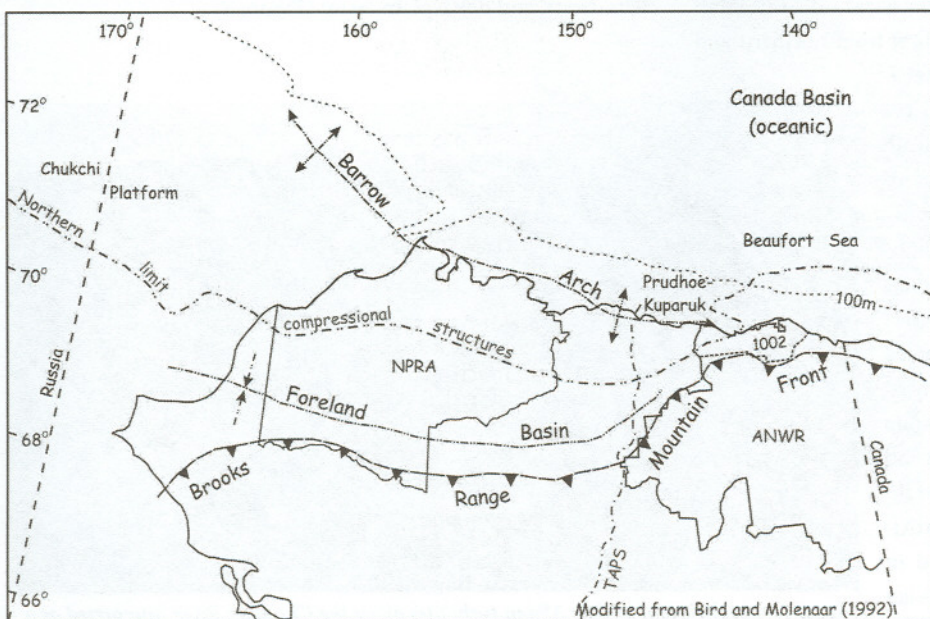 170°
160°
150°
140°
72°
70°
68°
66°
Canada Basin
(oceanic)
Chukchi
Platform
Barrow
Northern
limit
compressional
structures
Beaufort Sea
Arch
Prudhoe-
Kuparuk
100m
1002
Russia
NPRA
Foreland
Basin
Front
Mountain
ANWR
Brooks
Range
Canada
TAPS
Modified from Bird and Molenaar (1992)